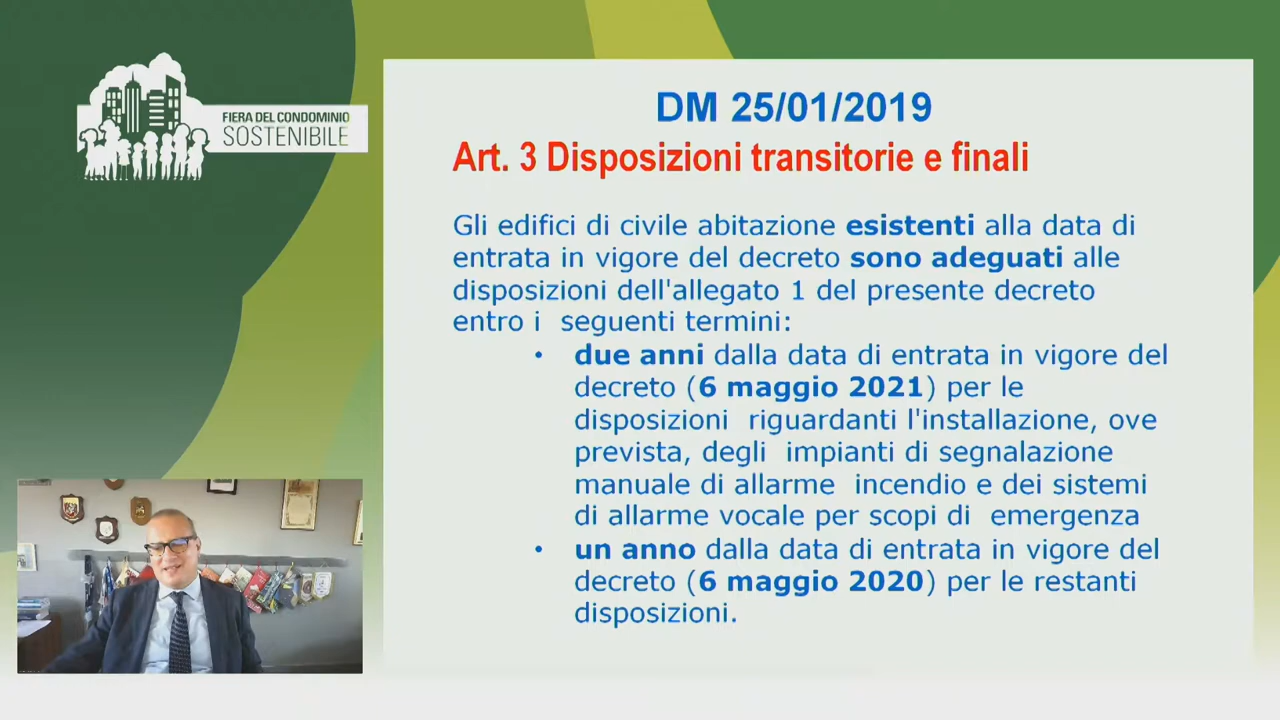 FIERA DEL CONDOMINIO
SOSTENIBILE
DM 25/01/2019
Art. 3 Disposizioni transitorie e finali
Gli edifici di civile abitazione esistenti alla data di
entrata in vigore del decreto sono adeguati alle
disposizioni dell'allegato 1 del presente decreto
entro i seguenti termini:
• due anni dalla data di entrata in vigore del
decreto (6 maggio 2021) per le
disposizioni riguardanti l'installazione, ove
prevista, degli impianti di segnalazione
manuale di allarme incendio e dei sistemi
di allarme vocale per scopi di emergenza
• un anno dalla data di entrata in vigore del
decreto (6 maggio 2020) per le restanti
disposizioni.